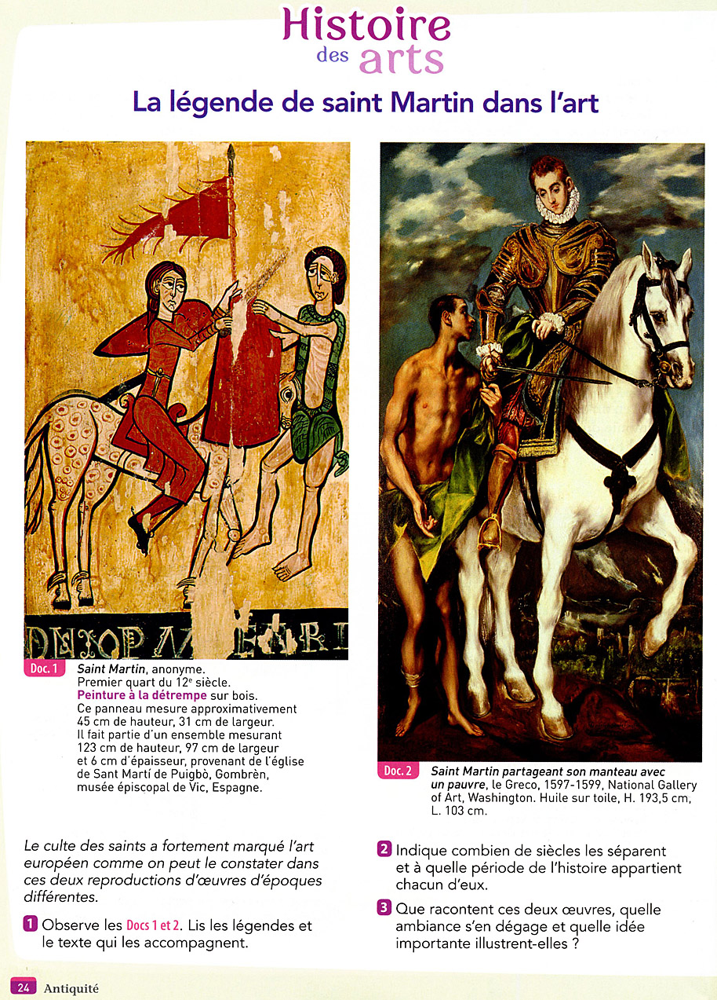 Histoire
des arts
La légende de saint Martin dans l'art
Doc. 1
Saint Martin, anonyme.
Premier quart du 12e siècle.
Peinture à la détrempe sur bois.
Ce panneau mesure approximativement
45 cm de hauteur, 31 cm de largeur.
Il fait partie d'un ensemble mesurant
123 cm de hauteur, 97 cm de largeur
et 6 cm d'épaisseur, provenant de l'église
de Sant Martí de Puigbò, Gombrèn,
musée épiscopal de Vic, Espagne.
Doc. 2
Saint Martin partageant son manteau avec
un pauvre, le Greco, 1597-1599, National Gallery
of Art, Washington. Huile sur toile, H. 193,5 cm,
L. 103 cm.
Le culte des saints a fortement marqué l'art
européen comme on peut le constater dans
ces deux reproductions d'œuvres d'époques
différentes.
1 Observe les Docs 1 et 2. Lis les légendes et
le texte qui les accompagnent.
2 Indique combien de siècles les séparent
et à quelle période de l'histoire appartient
chacun d'eux.
3 Que racontent ces deux œuvres, quelle
ambiance s'en dégage et quelle idée
importante illustrent-elles ?
24 Antiquité